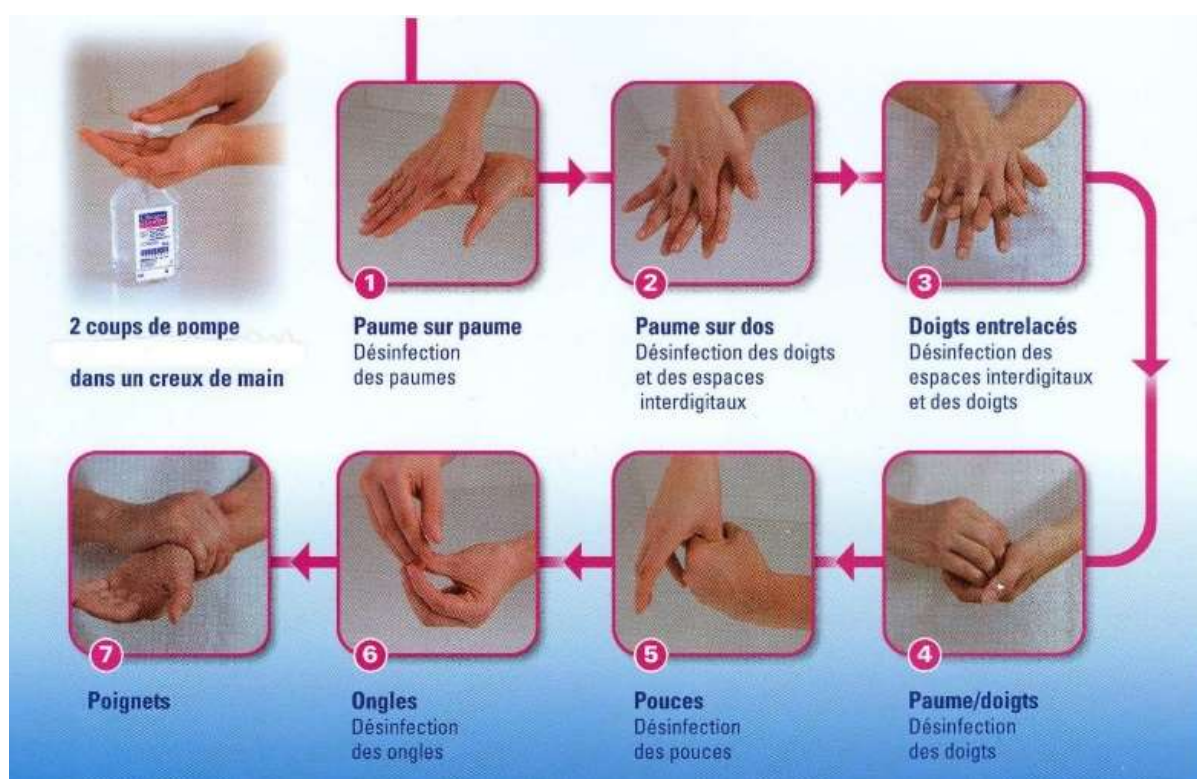 2 coups de pompe
dans un creux de main
1
Paume sur paume
Désinfection
des paumes
2
Paume sur dos
Désinfection des doigts
et des espaces
interdigitaux
3
Doigts entrelacés
Désinfection des
espaces interdigitaux
et des doigts
4
Paume/doigts
Désinfection
des doigts
5
Pouces
Désinfection
des pouces
6
Ongles
Désinfection
des ongles
7
Poignets